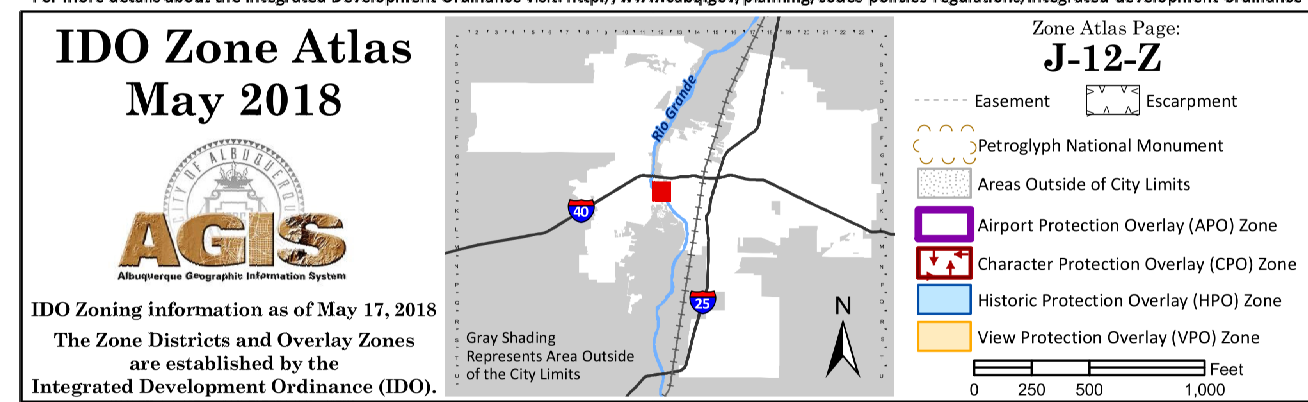 IDO Zone Atlas
May 2018
CITY OF ALBUQUERQUE
AGIS
Albuquerque Geographic Information System
IDO Zoning information as of May 17, 2018
The Zone Districts and Overlay Zones
are established by the
Integrated Development Ordinance (IDO).
Rio Grande
40
25
N
Gray Shading
Represents Area Outside
of the City Limits
Zone Atlas Page:
J-12-Z
Easement
Escarpment
Petroglyph National Monument
Areas Outside of City Limits
Airport Protection Overlay (APO) Zone
Character Protection Overlay (CPO) Zone
Historic Protection Overlay (HPO) Zone
View Protection Overlay (VPO) Zone
Feet
0 250 500 1,000